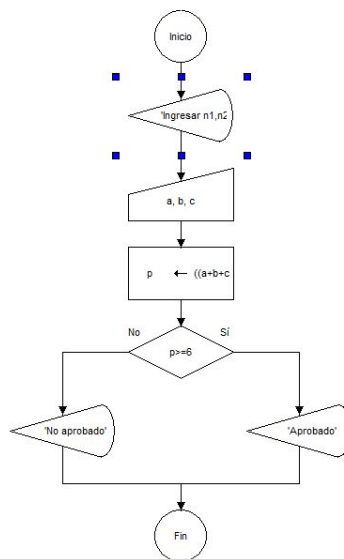 Inicio
'Ingresar n1,n2
a, b, c
p ← ((a+b+c
No
Sí
p>=6
'No aprobado'
'Aprobado'
Fin